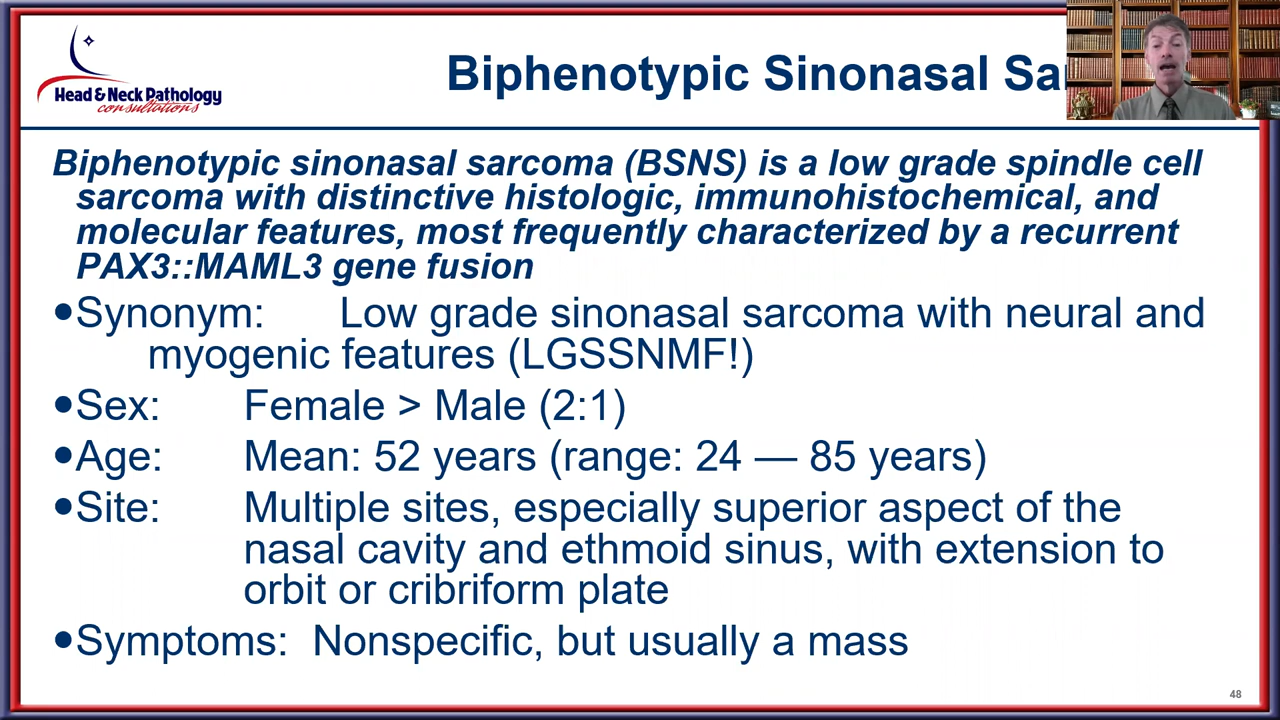 Head & Neck Pathology
consultations
Biphenotypic Sinonasal Sa
Biphenotypic sinonasal sarcoma (BSNS) is a low grade spindle cell
sarcoma with distinctive histologic, immunohistochemical, and
molecular features, most frequently characterized by a recurrent
PAX3::MAML3 gene fusion
●Synonym: Low grade sinonasal sarcoma with neural and
myogenic features (LGSSNMF!)
●Sex: Female > Male (2:1)
●Age: Mean: 52 years (range: 24 — 85 years)
●Site: Multiple sites, especially superior aspect of the
nasal cavity and ethmoid sinus, with extension to
orbit or cribriform plate
●Symptoms: Nonspecific, but usually a mass
48